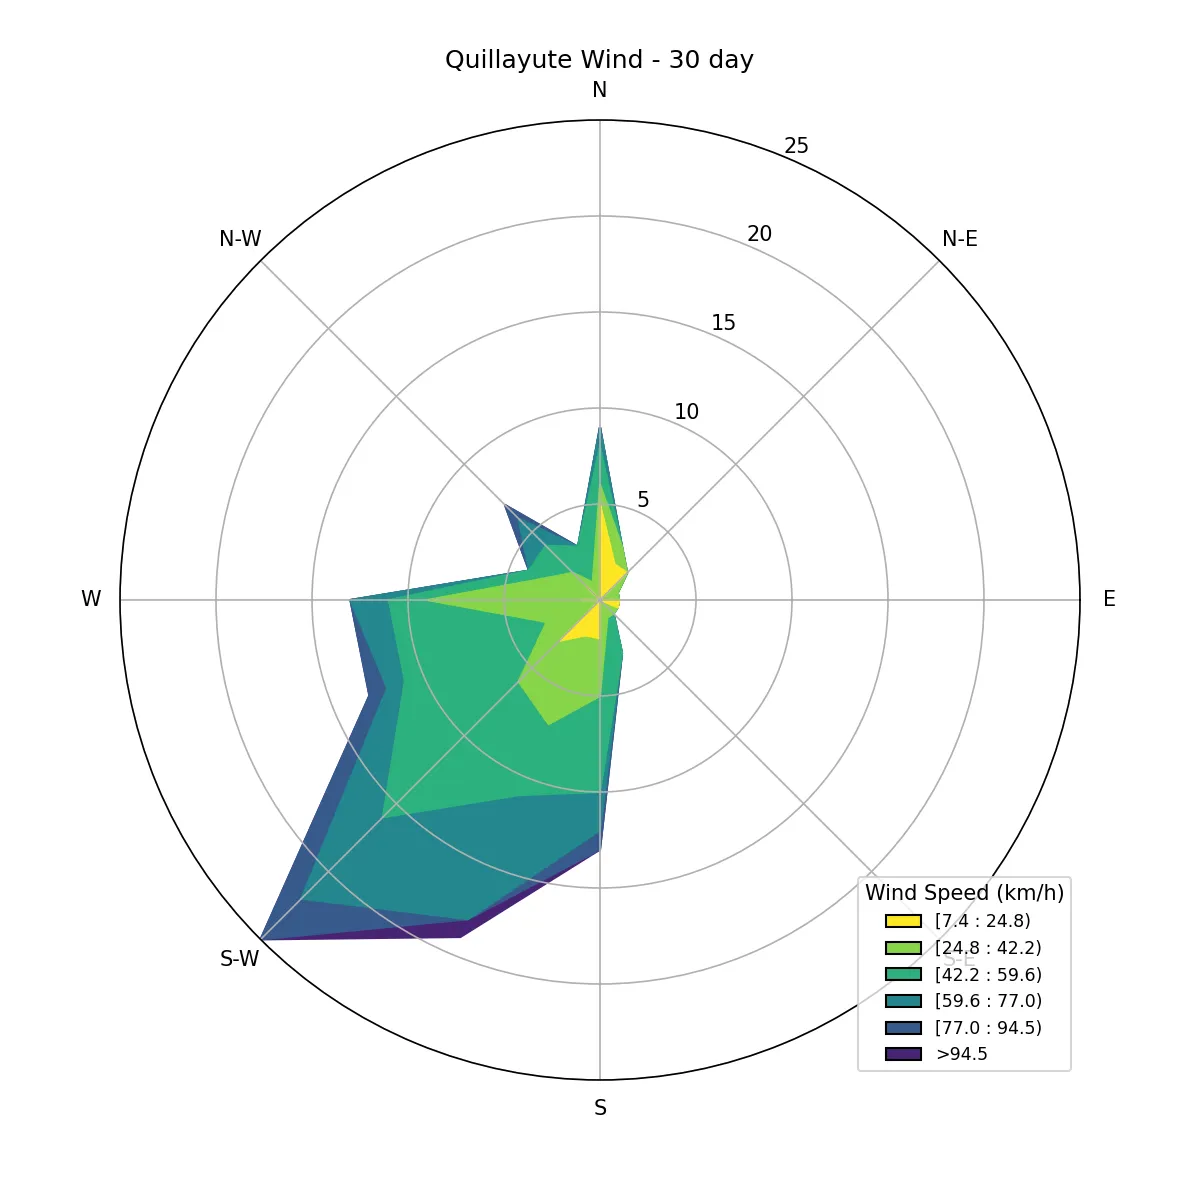 Quillayute Wind - 30 day
N
25
N-W
N-E
20
15
10
5
W
E
Wind Speed (km/h)
[7.4 : 24.8)
[24.8 : 42.2)
S-W
S-E
[42.2 : 59.6)
[59.6 : 77.0)
[77.0 : 94.5)
>94.5
S